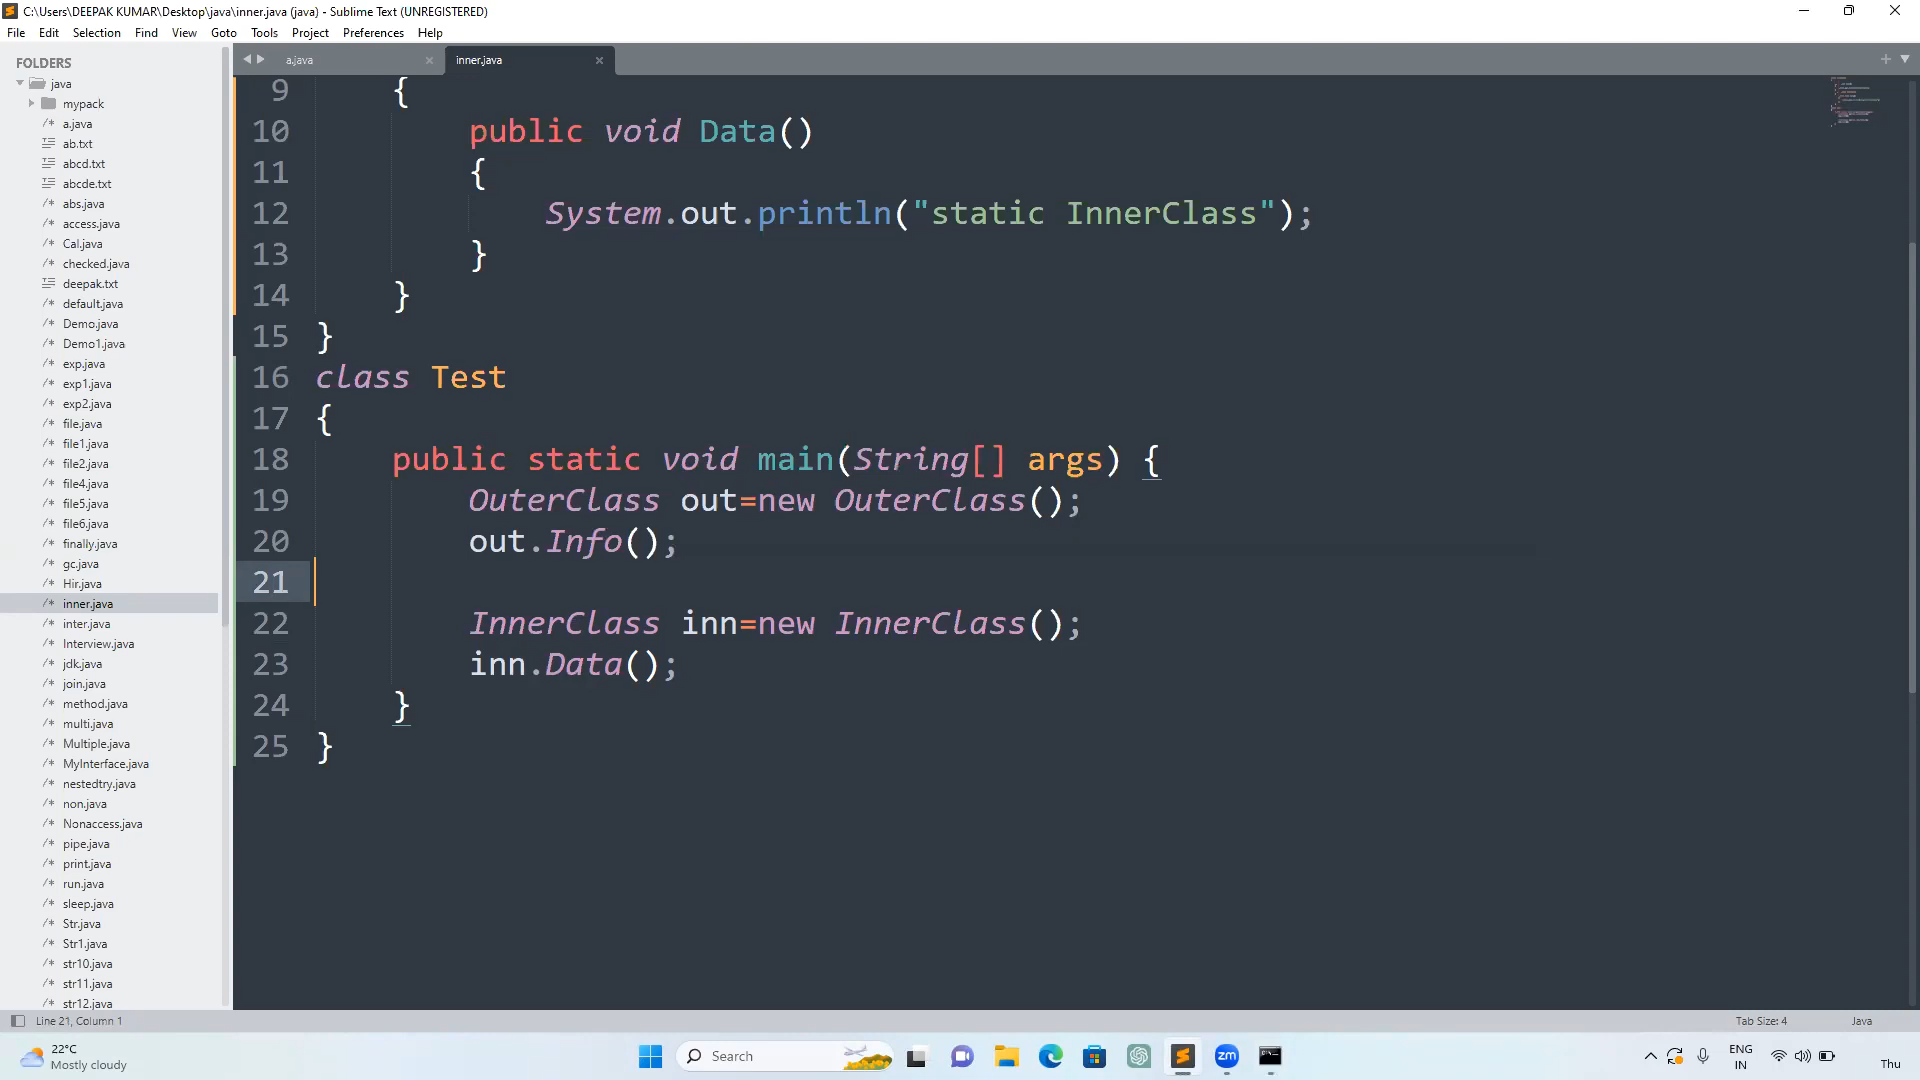 C:\Users\DEEPAK KUMAR\Desktop\java\inner.java (java) - Sublime Text (UNREGISTERED)
File Edit Selection Find View Goto Tools Project Preferences Help
FOLDERS
java
mypack
a.java
ab.txt
abcd.txt
abcde.txt
abs.java
access.java
Cal.java
checked.java
deepak.txt
default.java
Demo.java
Demo1.java
exp.java
exp1.java
exp2.java
file.java
file1.java
file2.java
file4.java
file5.java
file6.java
finally.java
gc.java
Hir.java
inner.java
inter.java
Interview.java
jdk.java
join.java
method.java
multi.java
Multiple.java
MyInterface.java
nestedtry.java
non.java
Nonaccess.java
pipe.java
print.java
run.java
sleep.java
Str.java
Str1.java
str10.java
str11.java
str12.java
a.java inner.java
9 {
10 public void Data()
11 {
12 System.out.println("static InnerClass");
13 }
14 }
15 }
16 class Test
17 {
18 public static void main(String[] args) {
19 OuterClass out=new OuterClass();
20 out.Info();
21
22 InnerClass inn=new InnerClass();
23 inn.Data();
24 }
25 }
Line 21, Column 1 Tab Size: 4 Java
22°C
Mostly cloudy
Search
zm
ENG
IN
Thu